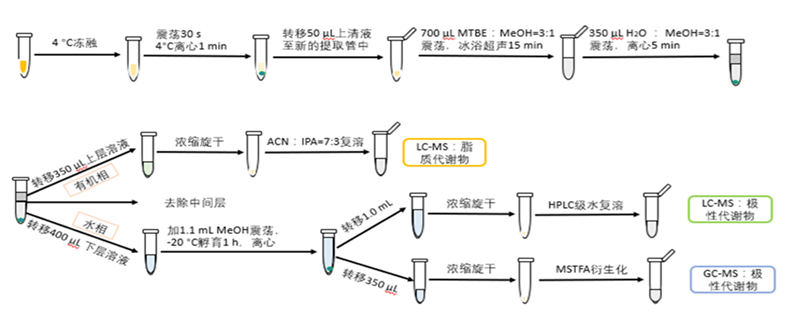 4 °C冻融
震荡30 s
4°C离心1 min
转移50 μL上清液
至新的提取管中
700 μL MTBE：MeOH=3:1
震荡．冰浴超声15 min
350 μL H₂O ： MeOH=3:1
震荡．离心5 min
转移350 μL上层溶液
有机相
浓缩旋干
ACN：IPA=7:3复溶
LC-MS：脂
质代谢物
去除中间层
水相
转移400 μL 下层溶液
加1.1 mL MeOH震荡．
-20 °C孵育1 h．离心
转移1.0 mL
浓缩旋干
HPLC级水复溶
LC-MS：极
性代谢物
转移350 μL
浓缩旋干
MSTFA衍生化
GC-MS：极
性代谢物